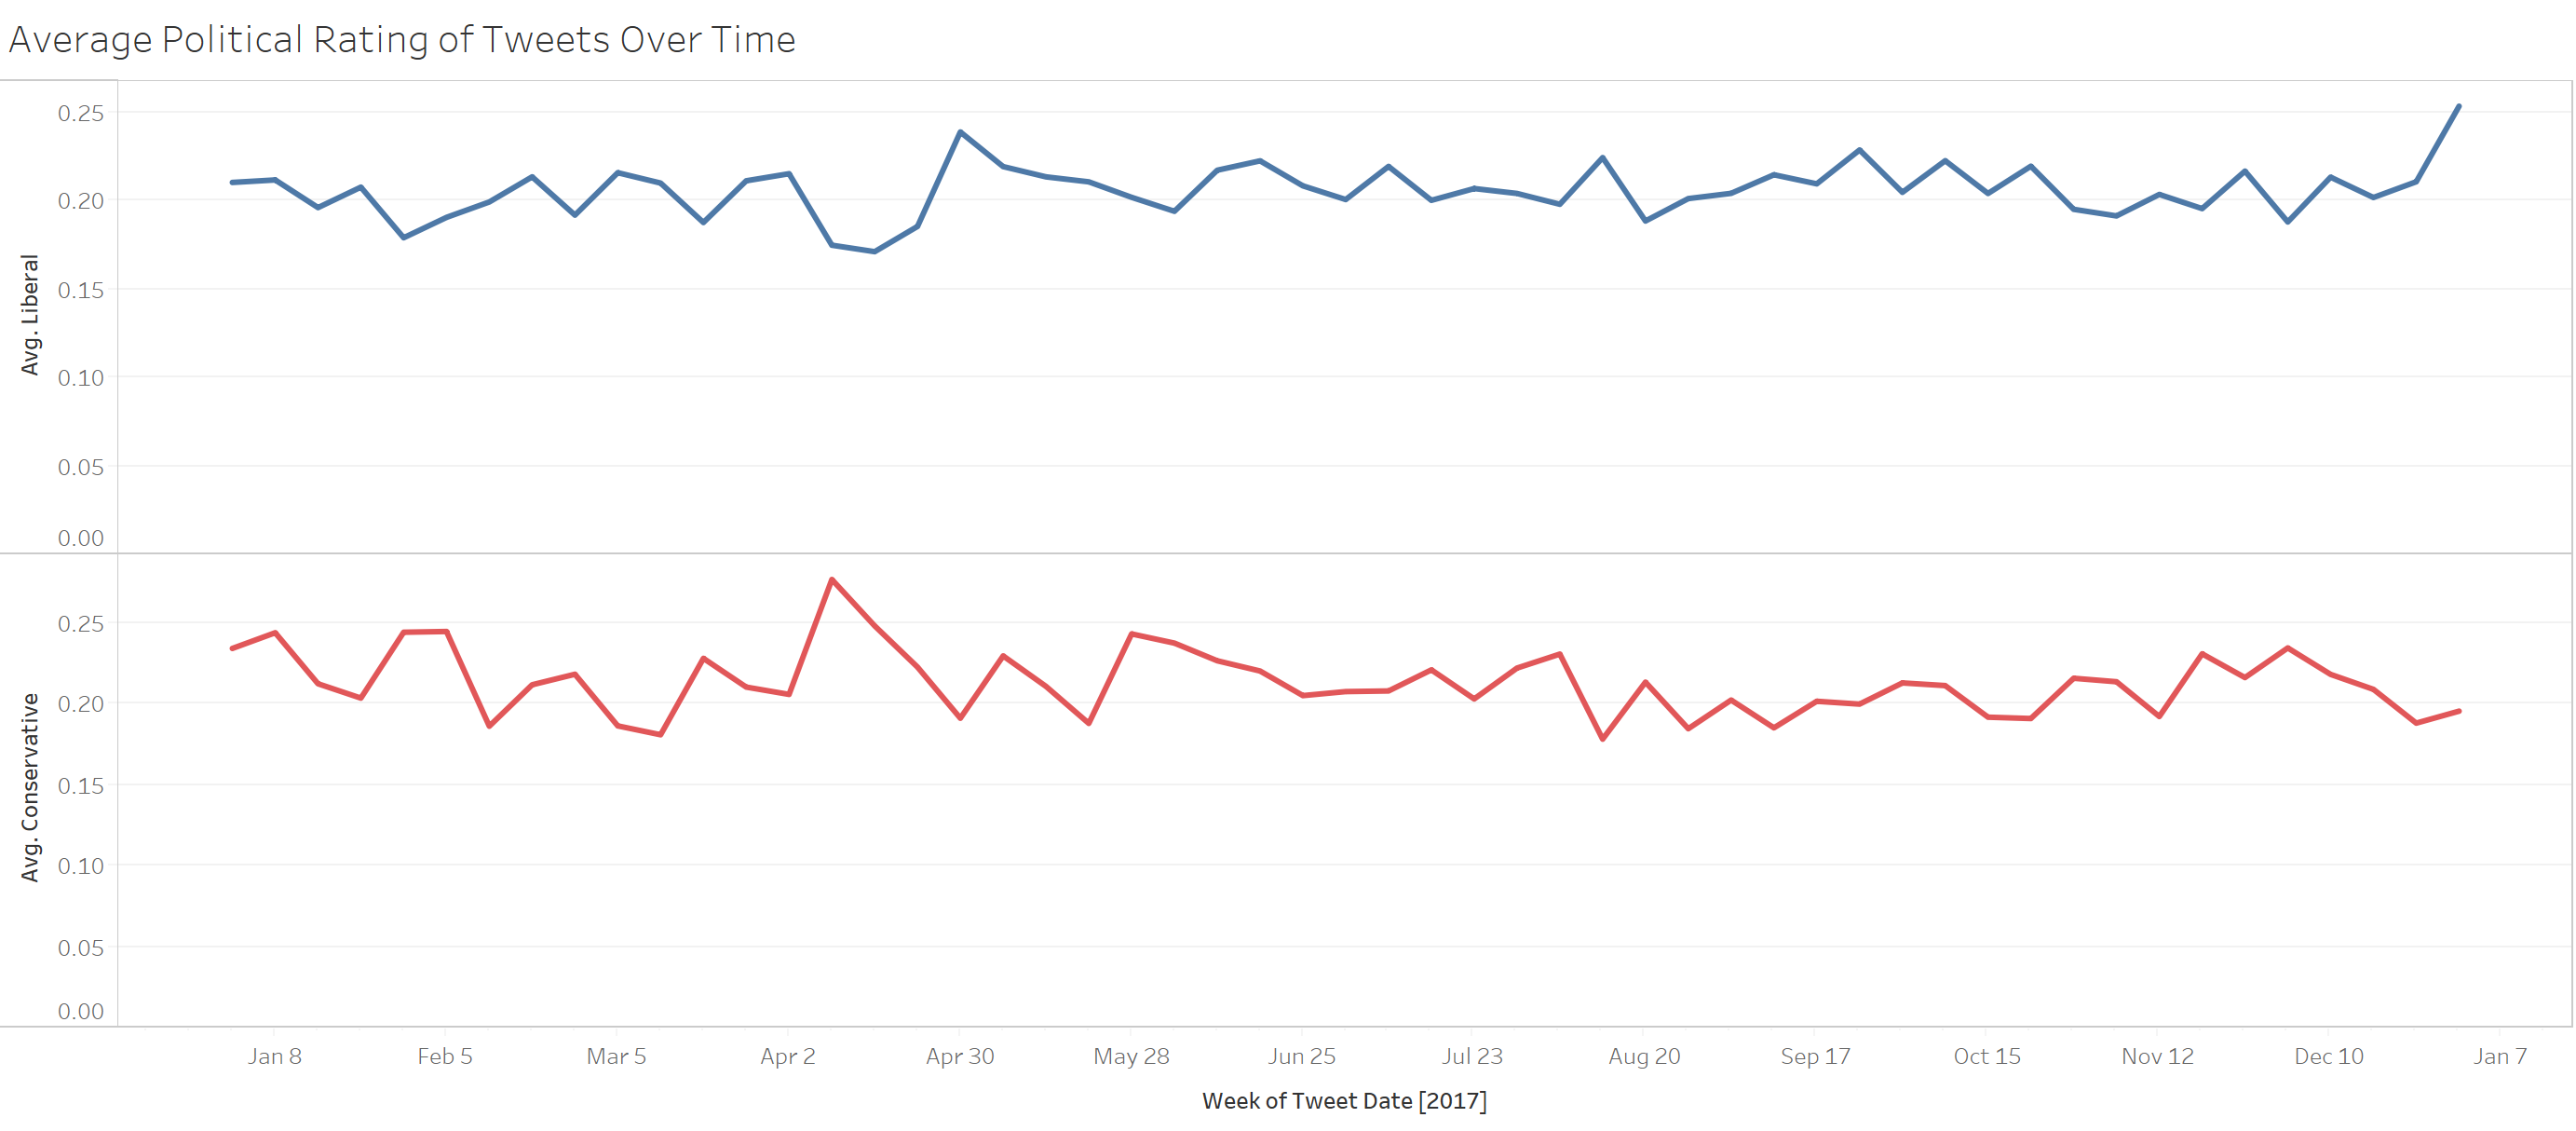 Average Political Rating of Tweets Over Time
0.25
0.20
0.15
0.10
0.05
0.00
Avg. Liberal
0.25
0.20
0.15
0.10
0.05
0.00
Avg. Conservative
Jan 8 Feb 5 Mar 5 Apr 2 Apr 30 May 28 Jun 25 Jul 23 Aug 20 Sep 17 Oct 15 Nov 12 Dec 10 Jan 7
Week of Tweet Date [2017]